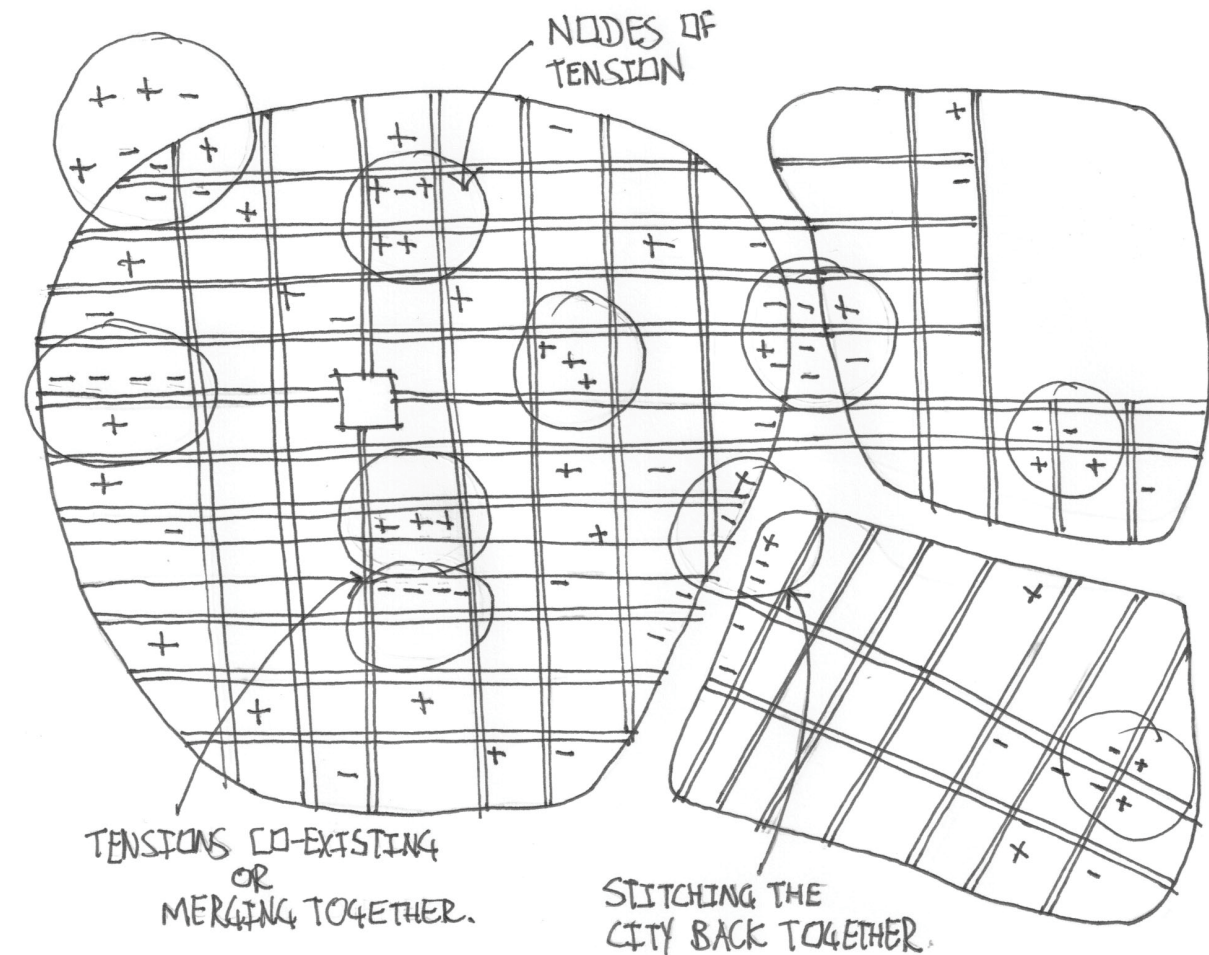 NODES OF
TENSION
TENSIONS CO-EXISTING
OR
MERGING TOGETHER.
STITCHING THE
CITY BACK TOGETHER.